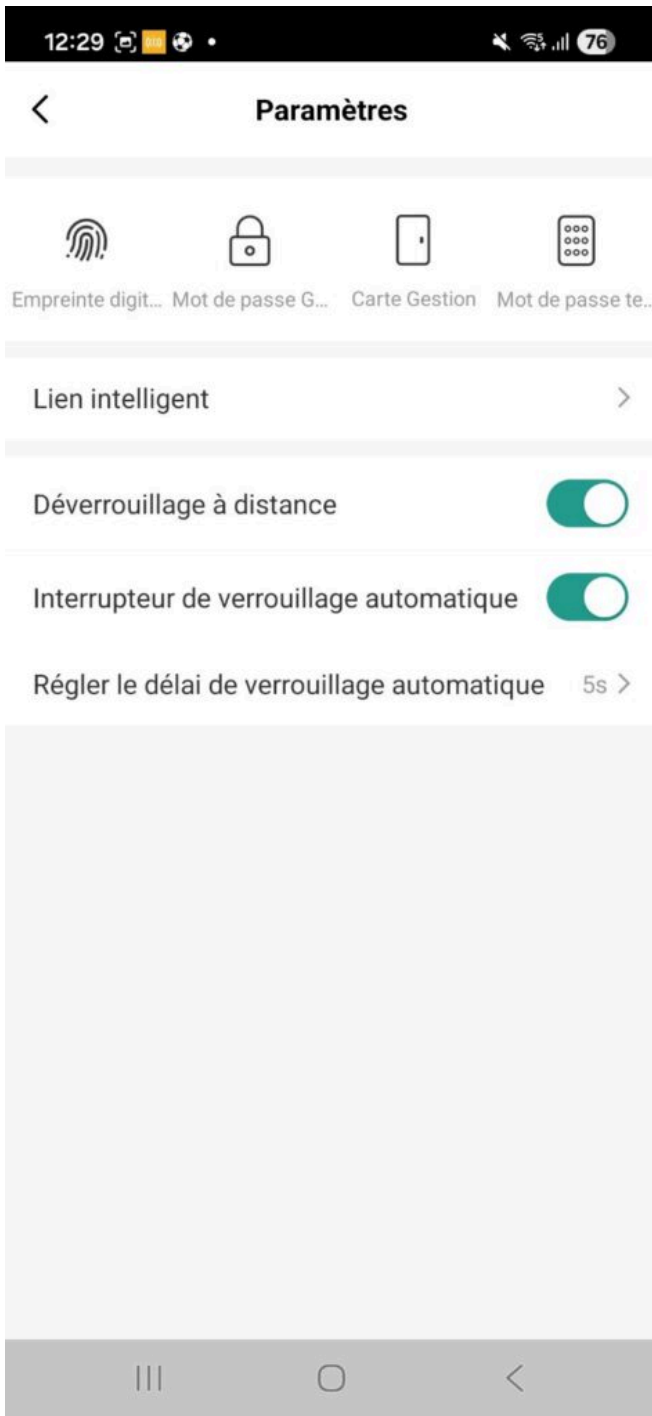 12:29
76
Paramètres
Empreinte digit... Mot de passe G... Carte Gestion Mot de passe te..
Lien intelligent
Déverrouillage à distance
Interrupteur de verrouillage automatique
Régler le délai de verrouillage automatique 5s